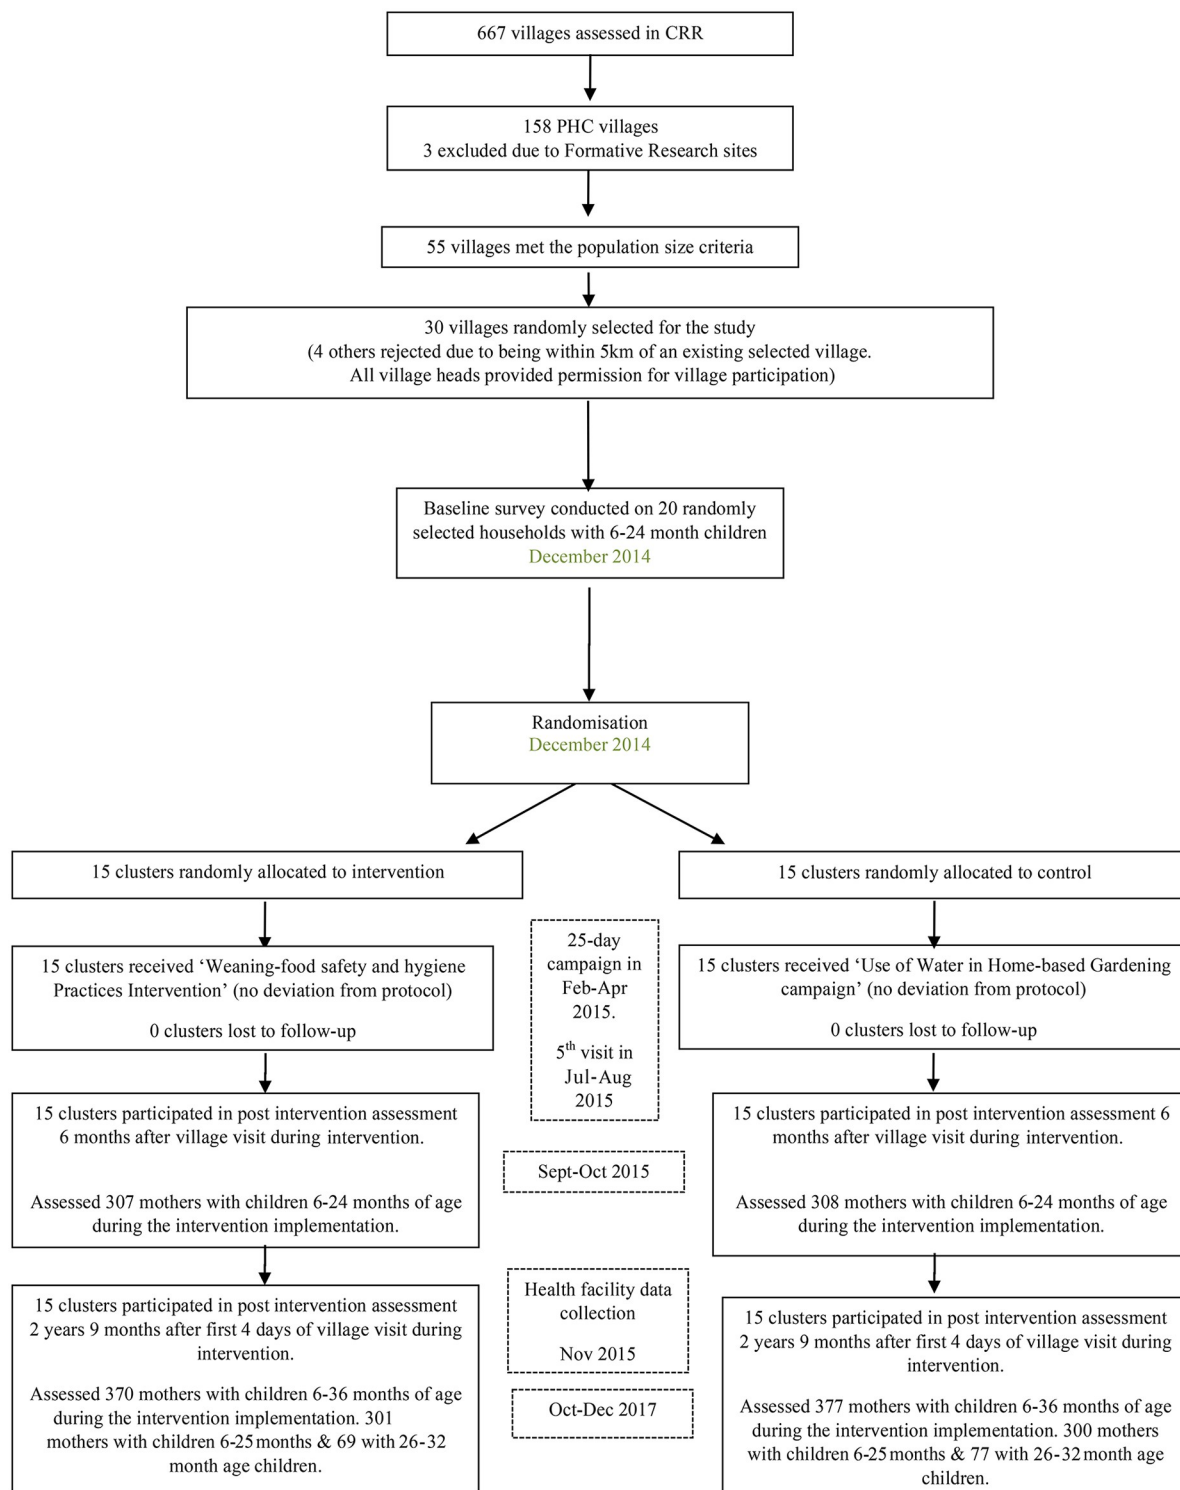 667 villages assessed in CRR
158 PHC villages
3 excluded due to Formative Research sites
55 villages met the population size criteria
30 villages randomly selected for the study
(4 others rejected due to being within 5km of an existing selected village.
All village heads provided permission for village participation)
Baseline survey conducted on 20 randomly
selected households with 6-24 month children
December 2014
Randomisation
December 2014
15 clusters randomly allocated to intervention
15 clusters randomly allocated to control
15 clusters received ‘Weaning-food safety and hygiene
Practices Intervention’ (no deviation from protocol)
0 clusters lost to follow-up
25-day
campaign in
Feb-Apr
2015.
5th visit in
Jul-Aug
2015
15 clusters received ‘Use of Water in Home-based Gardening
campaign’ (no deviation from protocol)
0 clusters lost to follow-up
15 clusters participated in post intervention assessment
6 months after village visit during intervention.
Assessed 307 mothers with children 6-24 months of age
during the intervention implementation.
Sept-Oct 2015
15 clusters participated in post intervention assessment 6
months after village visit during intervention.
Assessed 308 mothers with children 6-24 months of age
during the intervention implementation.
15 clusters participated in post intervention assessment
2 years 9 months after first 4 days of village visit during
intervention.
Assessed 370 mothers with children 6-36 months of age
during the intervention implementation. 301
mothers with children 6-25 months & 69 with 26-32
month age children.
Health facility data
collection
Nov 2015
Oct-Dec 2017
15 clusters participated in post intervention assessment
2 years 9 months after first 4 days of village visit during
intervention.
Assessed 377 mothers with children 6-36 months of age
during the intervention implementation. 300 mothers
with children 6-25 months & 77 with 26-32 month age
children.